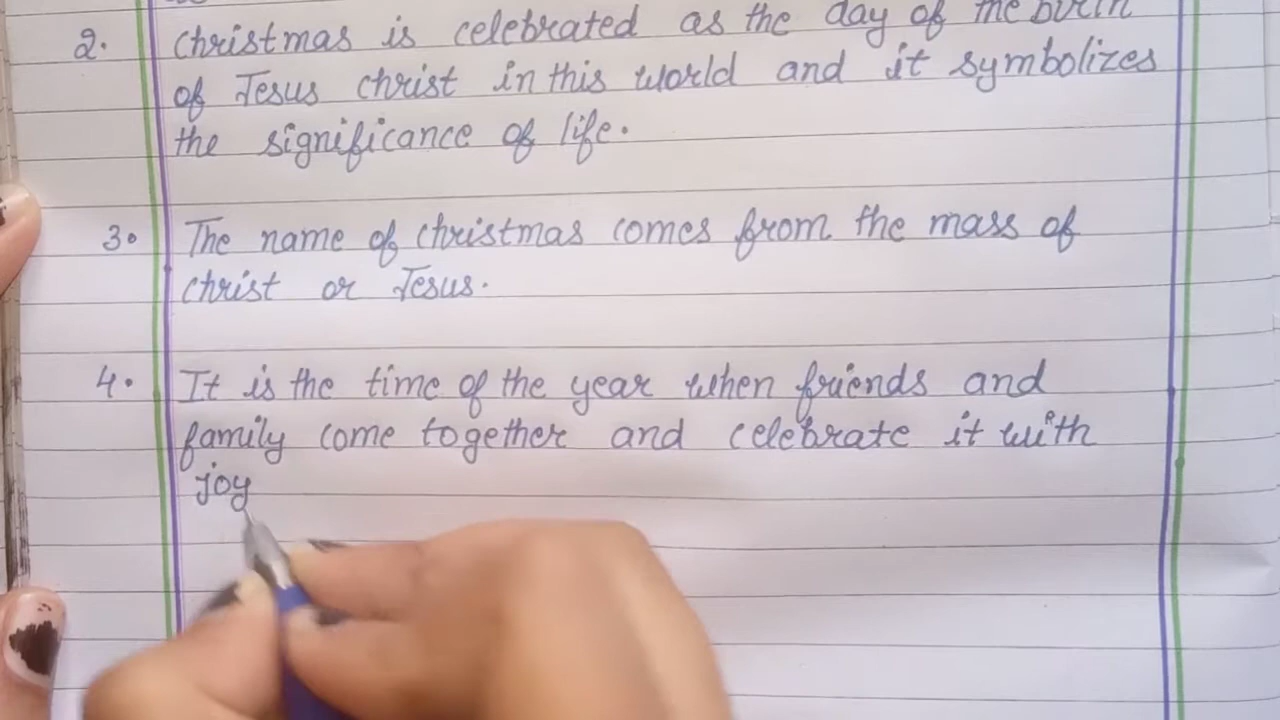 2. Christmas is celebrated as the day of the birth
of Jesus christ in this world and it symbolizes
the significance of life.
3. The name of christmas comes from the mass of
christ or Jesus.
4. It is the time of the year when friends and
family come together and celebrate it with
joy